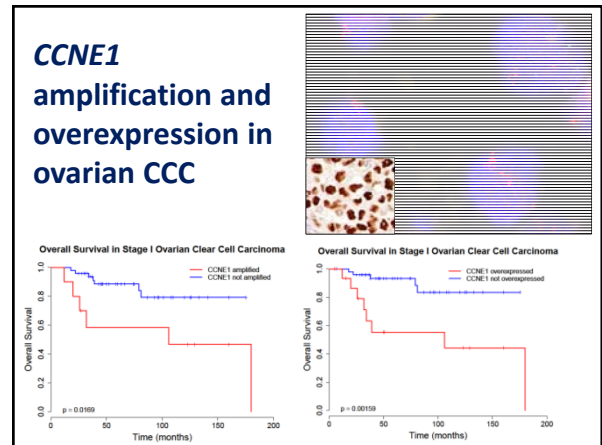 CCNE1
amplification and
overexpression in
ovarian CCC
Overall Survival in Stage I Ovarian Clear Cell Carcinoma
CCNE1 amplified
CCNE1 not amplified
Overall Survival
1.0
0.8
0.6
0.4
0.2
0.0
p = 0.0169
0 50 100 150 200
Time (months)
Overall Survival in Stage I Ovarian Clear Cell Carcinoma
CCNE1 overexpressed
CCNE1 not overexpressed
Overall Survival
1.0
0.8
0.6
0.4
0.2
0.0
p = 0.00159
0 50 100 150 200
Time (months)